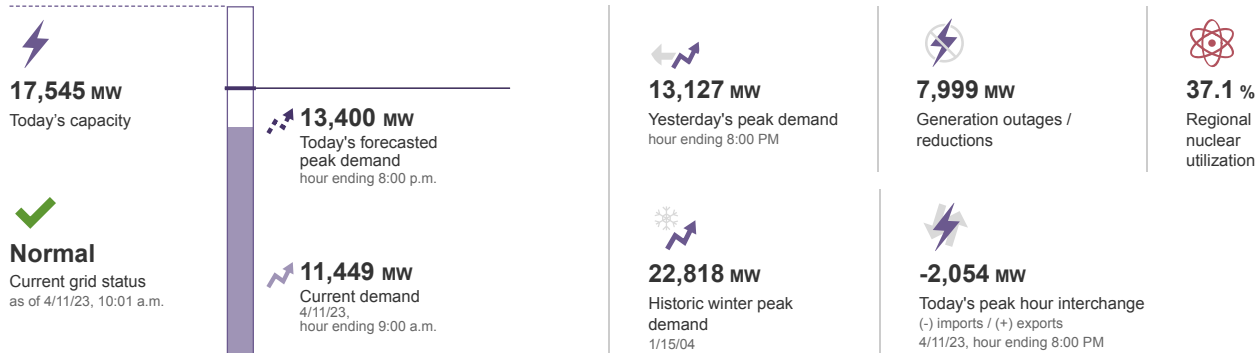 17,545 MW
Today's capacity
Normal
Current grid status
as of 4/11/23, 10:01 a.m.
13,400 MW
Today's forecasted
peak demand
hour ending 8:00 p.m.
11,449 MW
Current demand
4/11/23,
hour ending 9:00 a.m.
13,127 MW
Yesterday's peak demand
hour ending 8:00 PM
7,999 MW
Generation outages /
reductions
37.1 %
Regional
nuclear
utilization
22,818 MW
Historic winter peak
demand
1/15/04
-2,054 MW
Today's peak hour interchange
(-) imports / (+) exports
4/11/23, hour ending 8:00 PM